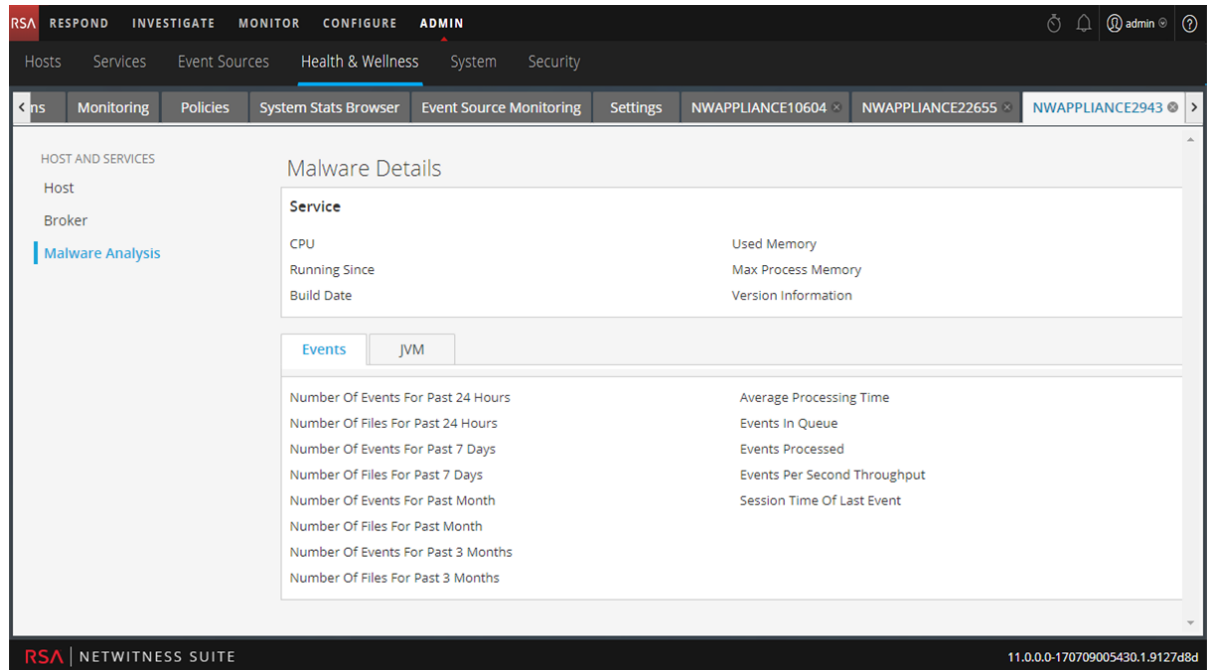 RSA RESPOND INVESTIGATE MONITOR CONFIGURE ADMIN admin
Hosts Services Event Sources Health & Wellness System Security
ns Monitoring Policies System Stats Browser Event Source Monitoring Settings NWAPPLIANCE10604 NWAPPLIANCE22655 NWAPPLIANCE2943
HOST AND SERVICES
Host
Broker
Malware Analysis
Malware Details
Service
CPU Used Memory
Running Since Max Process Memory
Build Date Version Information
Events JVM
Number Of Events For Past 24 Hours Average Processing Time
Number Of Files For Past 24 Hours Events In Queue
Number Of Events For Past 7 Days Events Processed
Number Of Files For Past 7 Days Events Per Second Throughput
Number Of Events For Past Month Session Time Of Last Event
Number Of Files For Past Month
Number Of Events For Past 3 Months
Number Of Files For Past 3 Months
RSA NETWITNESS SUITE 11.0.0.0-170709005430.1.9127d8d